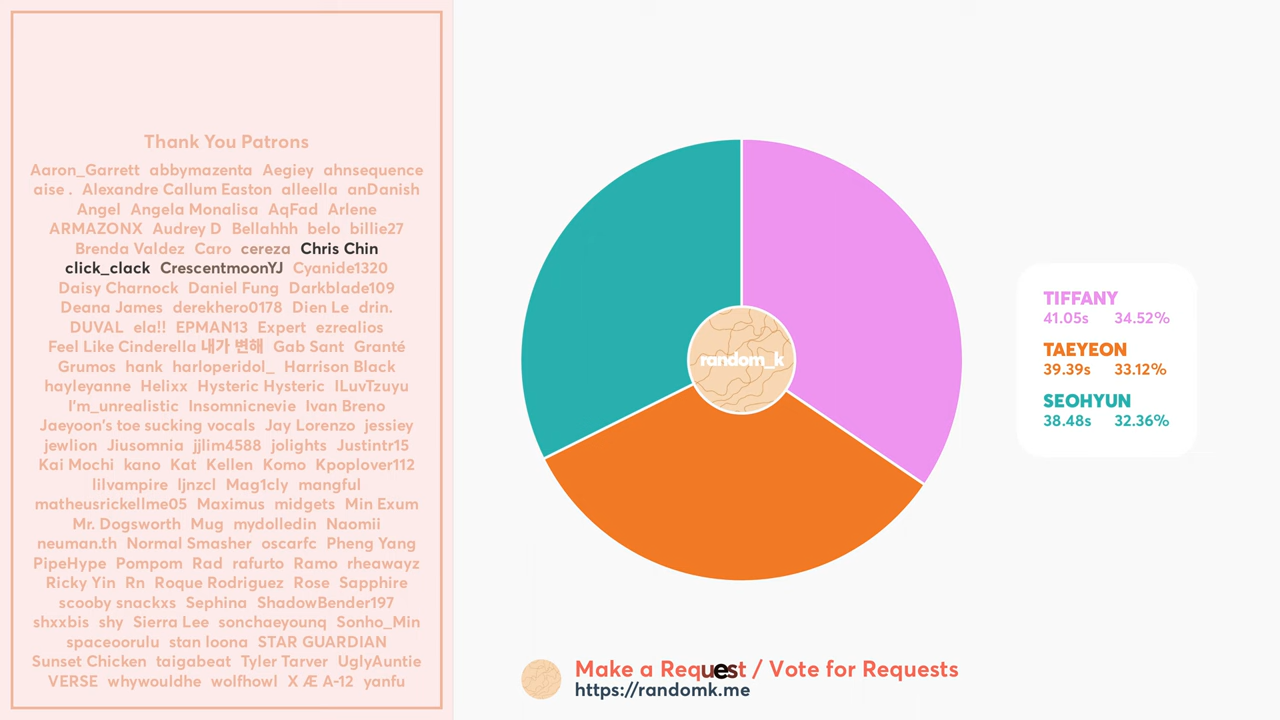 Thank You Patrons
Aaron_Garrett abbymazenta Aegiey ahnsequence
aise . Alexandre Callum Easton alleella anDanish
Angel Angela Monalisa AqFad Arlene
ARMAZONX Audrey D Bellahhh belo billie27
Brenda Valdez Caro cereza Chris Chin
click_clack CrescentmoonYJ Cyanide1320
Daisy Charnock Daniel Fung Darkblade109
Deana James derekhero0178 Dien Le drin.
DUVAL ela!! EPMAN13 Expert ezrealios
Feel Like Cinderella 내가 변해 Gab Sant Granté
Grumos hank harloperidol_ Harrison Black
hayleyanne Helixx Hysteric Hysteric ILuvTzuyu
I'm_unrealistic Insomnicnevie Ivan Breno
Jaeyoon's toe sucking vocals Jay Lorenzo jessiey
jewlion Jiusomnia jjlim4588 jolights Justintr15
Kai Mochi kano Kat Kellen Komo Kpoplover112
lilvampire ljnzcl Mag1cly mangful
matheusrickellme05 Maximus midgets Min Exum
Mr. Dogsworth Mug mydolledin Naomii
neuman.th Normal Smasher oscarfc Pheng Yang
PipeHype Pompom Rad rafurto Ramo rheawayz
Ricky Yin Rn Roque Rodriguez Rose Sapphire
scooby snackxs Sephina ShadowBender197
shxxbis shy Sierra Lee sonchaeyounq Sonho_Min
spaceoorulu stan loona STAR GUARDIAN
Sunset Chicken taigabeat Tyler Tarver UglyAuntie
VERSE whywouldhe wolfhowl X Æ A-12 yanfu
random_k
TIFFANY
41.05s 34.52%
TAEYEON
39.39s 33.12%
SEOHYUN
38.48s 32.36%
Make a Request / Vote for Requests
https://randomk.me